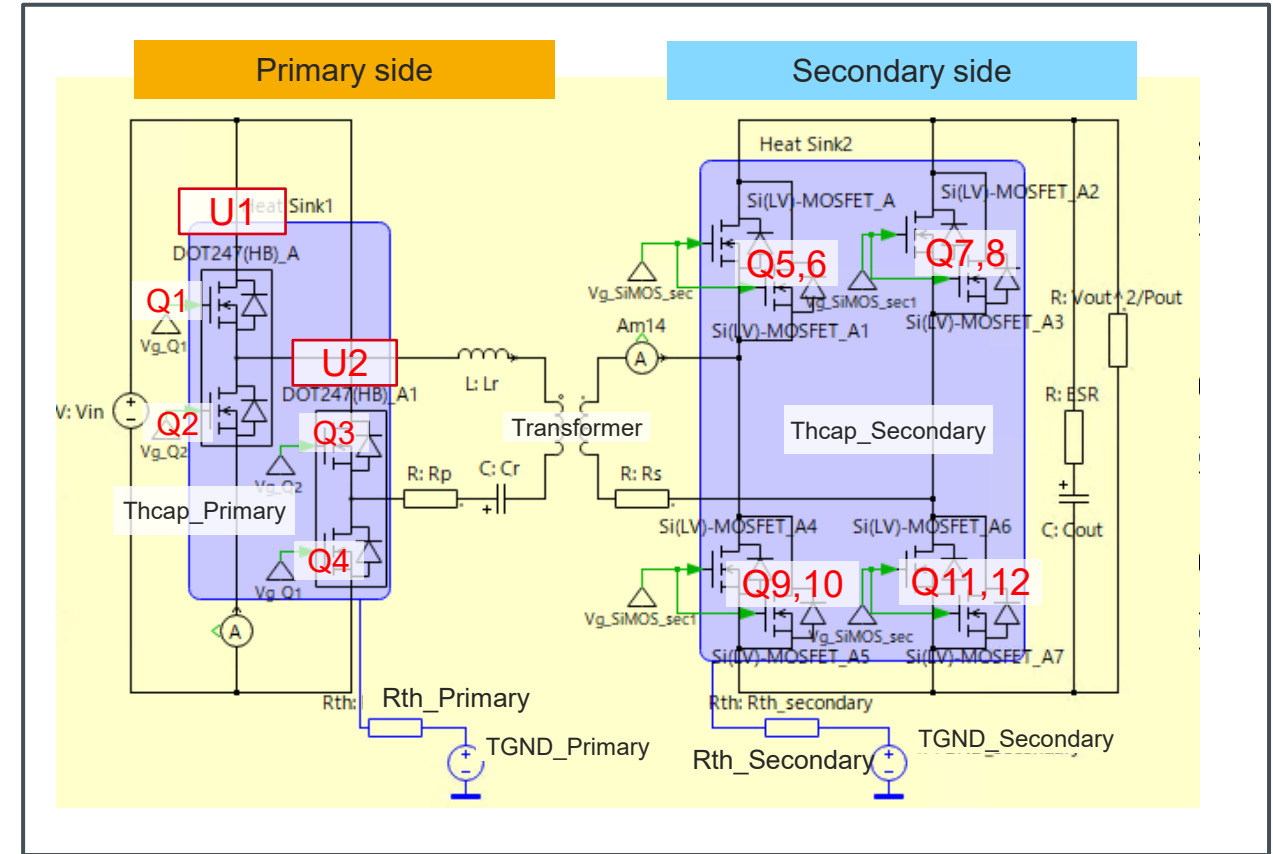 Primary side
Secondary side
Heat Sink2
Si(LV)-MOSFET_A2
Si(LV)-MOSFET_A
U1
Heat Sink1
DOT247(HB)_A
Q5,6
Q7,8
Q1
Vg_SiMOS_sec
Vg_SiMOS_sec1
R: Vout^2/Pout
Vg_Q1
Am14
A
Si(LV)-MOSFET_A1
Si(LV)-MOSFET_A3
U2
L: Lr
DOT247(HB)_A1
R: ESR
V: Vin
Q2
Q3
Transformer
Thcap_Secondary
Vg_Q2
R: Rp
C: Cr
R: Rs
Vg_Q2
Thcap_Primary
Si(LV)-MOSFET_A4
Si(LV)-MOSFET_A6
C: Cout
Q4
Q9,10
Q11,12
Vg_Q1
Vg_SiMOS_sec1
Vg_SiMOS_sec
A
Si(LV)-MOSFET_A5
Si(LV)-MOSFET_A7
Rth:
Rth_Primary
Rth: Rth_secondary
TGND_Primary
TGND_Secondary
Rth_Secondary